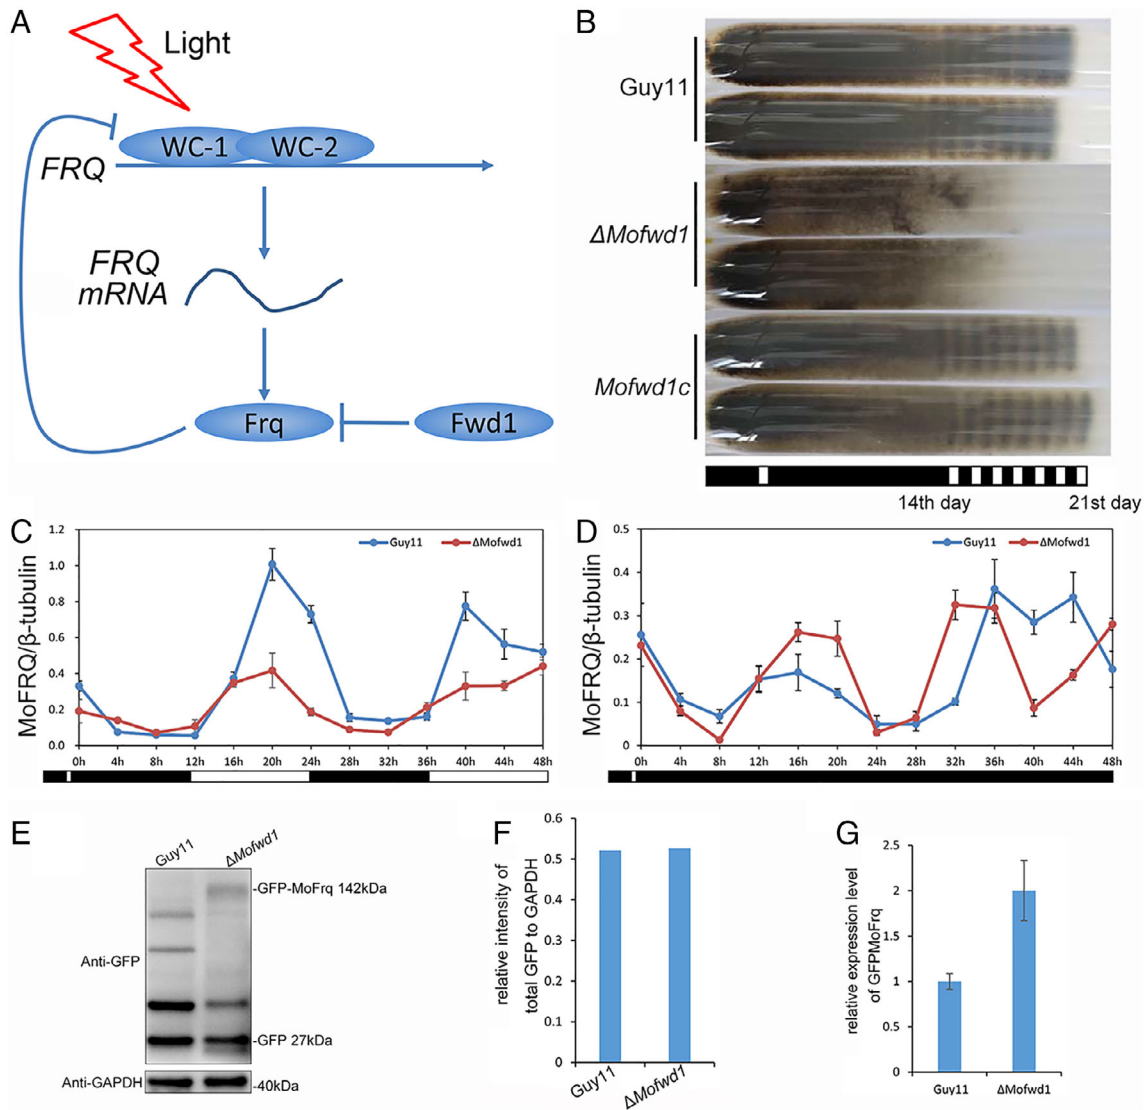 A
Light
WC-1
WC-2
FRQ
FRQ
mRNA
Frq
Fwd1
B
Guy11
ΔMofwd1
Mofwd1c
14th day
21st day
C
MoFRQ/β-tubulin
1.2
1.0
0.8
0.6
0.4
0.2
0.0
Guy11
ΔMofwd1
0h 4h 8h 12h 16h 20h 24h 28h 32h 36h 40h 44h 48h
D
MoFRQ/β-tubulin
0.5
0.4
0.3
0.2
0.1
0
Guy11
ΔMofwd1
0h 4h 8h 12h 16h 20h 24h 28h 32h 36h 40h 44h 48h
E
Guy11
ΔMofwd1
-GFP-MoFrq 142kDa
Anti-GFP
-GFP 27kDa
Anti-GAPDH
-40kDa
F
relative intensity of
total GFP to GAPDH
0.6
0.5
0.4
0.3
0.2
0.1
0
Guy11
ΔMofwd1
G
relative expression level
of GFPMoFrq
2.5
2
1.5
1
0.5
0
Guy11
ΔMofwd1